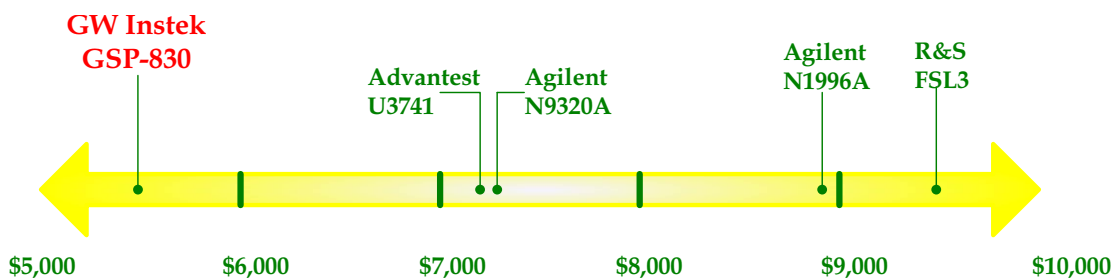 GW Instek
GSP-830
Advantest
U3741
Agilent
N9320A
Agilent
N1996A
R&S
FSL3
$5,000
$6,000
$7,000
$8,000
$9,000
$10,000